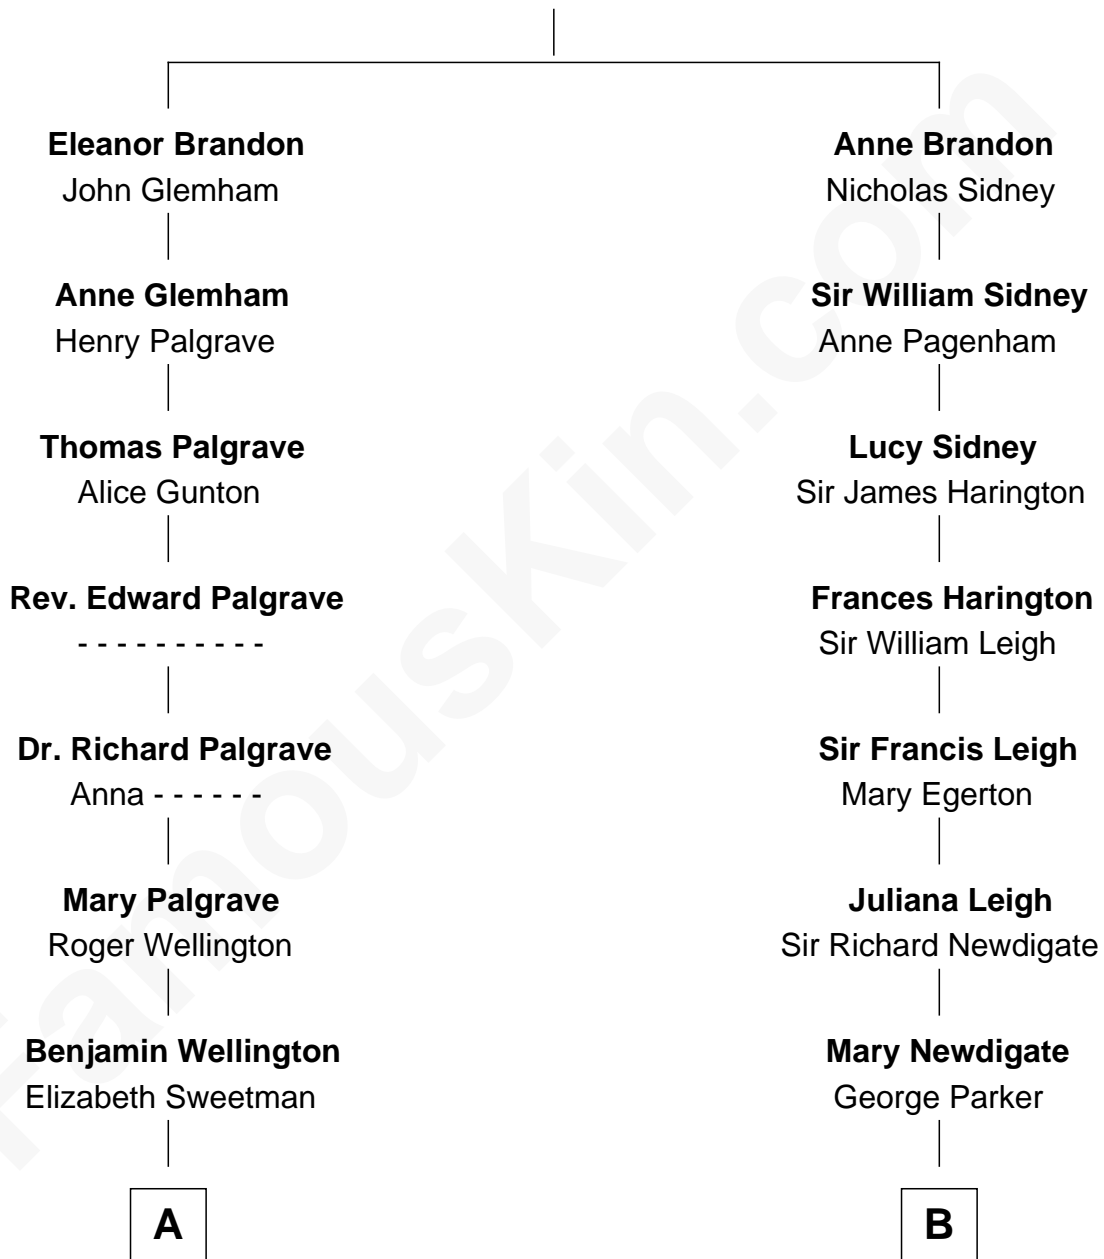 Eleanor Brandon
John Glemham
Anne Glemham
Henry Palgrave
Thomas Palgrave
Alice Gunton
Rev. Edward Palgrave
- - - - - - - - - -
Dr. Richard Palgrave
Anna - - - - - -
Mary Palgrave
Roger Wellington
Benjamin Wellington
Elizabeth Sweetman
A
Anne Brandon
Nicholas Sidney
Sir William Sidney
Anne Pagenham
Lucy Sidney
Sir James Harington
Frances Harington
Sir William Leigh
Sir Francis Leigh
Mary Egerton
Juliana Leigh
Sir Richard Newdigate
Mary Newdigate
George Parker
B
FamousKin.com